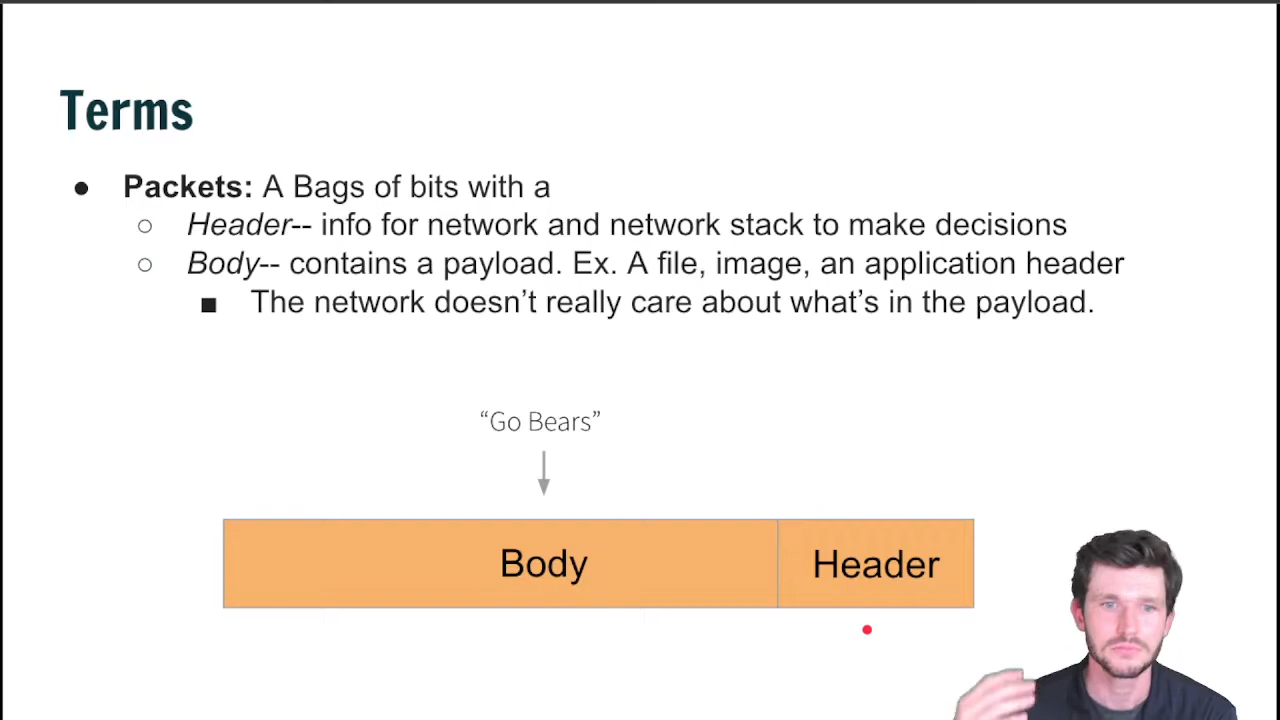 Terms
● Packets: A Bags of bits with a
○ Header-- info for network and network stack to make decisions
○ Body-- contains a payload. Ex. A file, image, an application header
■ The network doesn’t really care about what’s in the payload.
“Go Bears”
Body Header